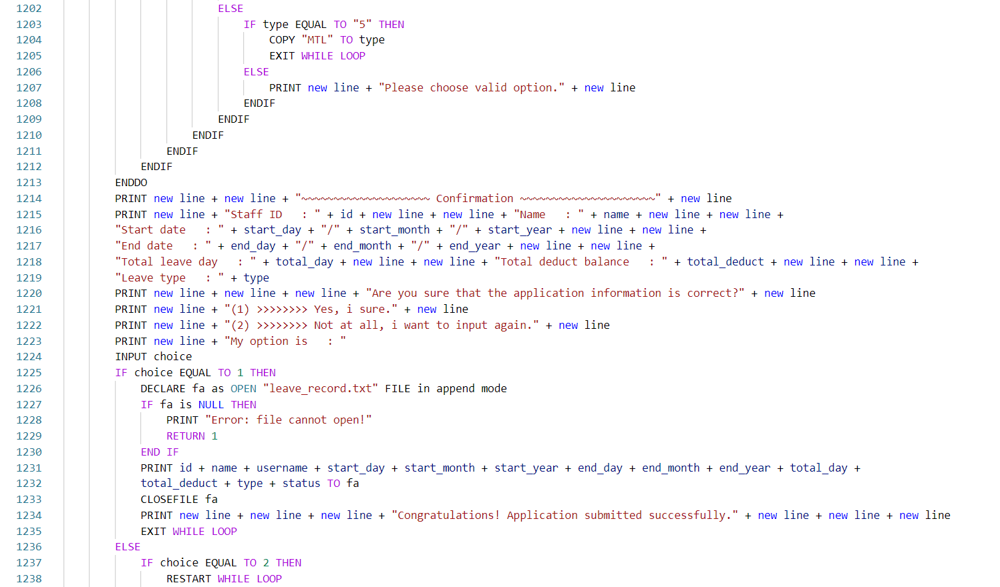 1202 ELSE
1203 IF type EQUAL TO "5" THEN
1204 COPY "MTL" TO type
1205 EXIT WHILE LOOP
1206 ELSE
1207 PRINT new line + "Please choose valid option." + new line
1208 ENDIF
1209 ENDIF
1210 ENDIF
1211 ENDIF
1212 ENDIF
1213 ENDDO
1214 PRINT new line + new line + "~~~~~~~~~~~~~~~~~~~~ Confirmation ~~~~~~~~~~~~~~~~~~~~~" + new line
1215 PRINT new line + "Staff ID   : " + id + new line + new line + "Name   : " + name + new line + new line +
1216 "Start date   : " + start_day + "/" + start_month + "/" + start_year + new line + new line +
1217 "End date   : " + end_day + "/" + end_month + "/" + end_year + new line + new line +
1218 "Total leave day   : " + total_day + new line + new line + "Total deduct balance   : " + total_deduct + new line + new line +
1219 "Leave type   : " + type
1220 PRINT new line + new line + new line + "Are you sure that the application information is correct?" + new line
1221 PRINT new line + "(1) >>>>>>>> Yes, i sure." + new line
1222 PRINT new line + "(2) >>>>>>>> Not at all, i want to input again." + new line
1223 PRINT new line + "My option is   : "
1224 INPUT choice
1225 IF choice EQUAL TO 1 THEN
1226 DECLARE fa as OPEN "leave_record.txt" FILE in append mode
1227 IF fa is NULL THEN
1228 PRINT "Error: file cannot open!"
1229 RETURN 1
1230 END IF
1231 PRINT id + name + username + start_day + start_month + start_year + end_day + end_month + end_year + total_day +
1232 total_deduct + type + status TO fa
1233 CLOSEFILE fa
1234 PRINT new line + new line + new line + "Congratulations! Application submitted successfully." + new line + new line + new line
1235 EXIT WHILE LOOP
1236 ELSE
1237 IF choice EQUAL TO 2 THEN
1238 RESTART WHILE LOOP